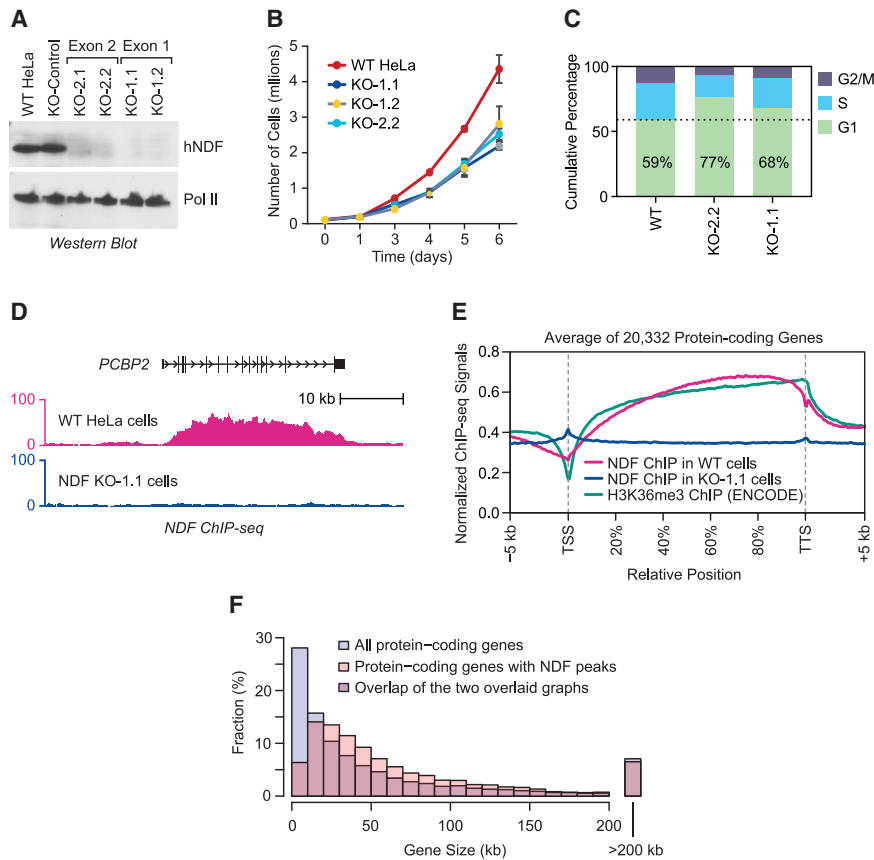 A
Exon 2 Exon 1
WT HeLa
KO-Control
KO-2.1
KO-2.2
KO-1.1
KO-1.2
hNDF
Pol II
Western Blot
B
Number of Cells (millions)
5
4
3
2
1
0
WT HeLa
KO-1.1
KO-1.2
KO-2.2
0 1 3 4 5 6
Time (days)
C
Cumulative Percentage
100
50
0
59% 77% 68%
WT
KO-2.2
KO-1.1
G2/M
S
G1
D
PCBP2
10 kb
100
0
WT HeLa cells
100
0
NDF KO-1.1 cells
NDF ChIP-seq
E
Average of 20,332 Protein-coding Genes
Normalized ChIP-seq Signals
0.8
0.6
0.4
0.2
0.0
NDF ChIP in WT cells
NDF ChIP in KO-1.1 cells
H3K36me3 ChIP (ENCODE)
−5 kb
TSS
20%
40%
60%
80%
TTS
+5 kb
Relative Position
F
Fraction (%)
30
20
10
0
All protein−coding genes
Protein−coding genes with NDF peaks
Overlap of the two overlaid graphs
0 50 100 150 200
>200 kb
Gene Size (kb)